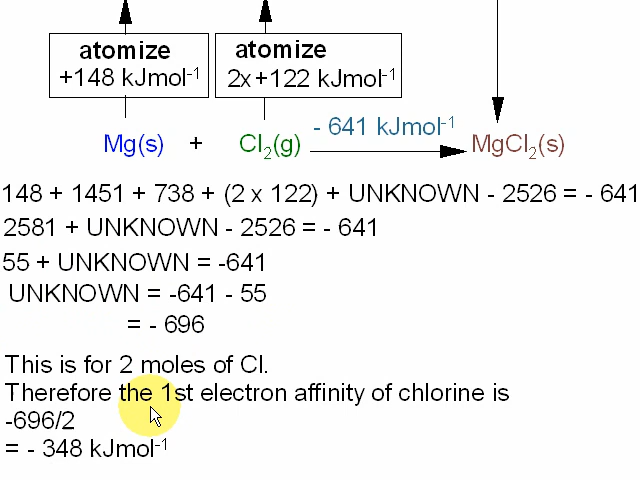 atomize atomize
+148 kJmol⁻¹ 2x+122 kJmol⁻¹
- 641 kJmol⁻¹
Mg(s) + Cl₂(g) MgCl₂(s)
148 + 1451 + 738 + (2 x 122) + UNKNOWN - 2526 = - 641
2581 + UNKNOWN - 2526 = - 641
55 + UNKNOWN = -641
UNKNOWN = -641 - 55
= - 696
This is for 2 moles of Cl.
Therefore the 1st electron affinity of chlorine is
-696/2
= - 348 kJmol⁻¹